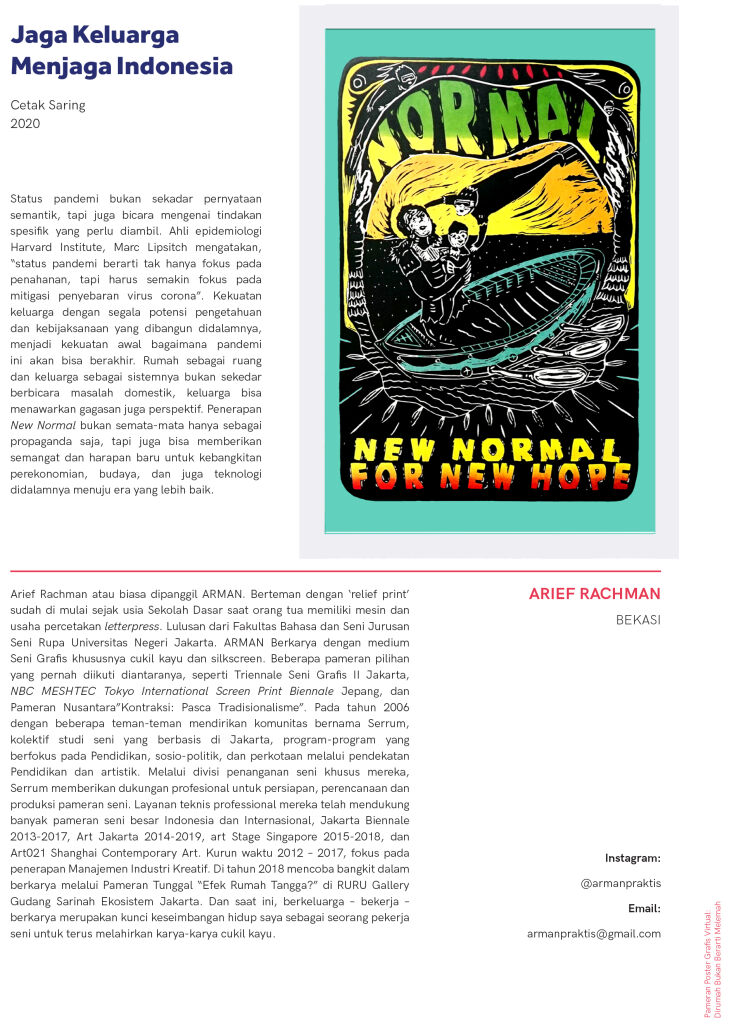 Jaga Keluarga
Menjaga Indonesia
Cetak Saring
2020
Status pandemi bukan sekadar pernyataan
semantik, tapi juga bicara mengenai tindakan
spesifik yang perlu diambil. Ahli epidemiologi
Harvard Institute, Marc Lipsitch mengatakan,
“status pandemi berarti tak hanya fokus pada
penahanan, tapi harus semakin fokus pada
mitigasi penyebaran virus corona”. Kekuatan
keluarga dengan segala potensi pengetahuan
dan kebijaksanaan yang dibangun didalamnya,
menjadi kekuatan awal bagaimana pandemi
ini akan bisa berakhir. Rumah sebagai ruang
dan keluarga sebagai sistemnya bukan sekedar
berbicara masalah domestik, keluarga bisa
menawarkan gagasan juga perspektif. Penerapan
New Normal bukan semata-mata hanya sebagai
propaganda saja, tapi juga bisa memberikan
semangat dan harapan baru untuk kebangkitan
perekonomian, budaya, dan juga teknologi
didalamnya menuju era yang lebih baik.
NORMAL
NEW NORMAL
FOR NEW HOPE
Arief Rachman atau biasa dipanggil ARMAN. Berteman dengan ‘relief print’
sudah di mulai sejak usia Sekolah Dasar saat orang tua memiliki mesin dan
usaha percetakan letterpress. Lulusan dari Fakultas Bahasa dan Seni Jurusan
Seni Rupa Universitas Negeri Jakarta. ARMAN Berkarya dengan medium
Seni Grafis khususnya cukil kayu dan silkscreen. Beberapa pameran pilihan
yang pernah diikuti diantaranya, seperti Triennale Seni Grafis II Jakarta,
NBC MESHTEC Tokyo International Screen Print Biennale Jepang, dan
Pameran Nusantara”Kontraksi: Pasca Tradisionalisme”. Pada tahun 2006
dengan beberapa teman-teman mendirikan komunitas bernama Serrum,
kolektif studi seni yang berbasis di Jakarta, program-program yang
berfokus pada Pendidikan, sosio-politik, dan perkotaan melalui pendekatan
Pendidikan dan artistik. Melalui divisi penanganan seni khusus mereka,
Serrum memberikan dukungan profesional untuk persiapan, perencanaan dan
produksi pameran seni. Layanan teknis professional mereka telah mendukung
banyak pameran seni besar Indonesia dan Internasional, Jakarta Biennale
2013-2017, Art Jakarta 2014-2019, art Stage Singapore 2015-2018, dan
Art021 Shanghai Contemporary Art. Kurun waktu 2012 – 2017, fokus pada
penerapan Manajemen Industri Kreatif. Di tahun 2018 mencoba bangkit dalam
berkarya melalui Pameran Tunggal “Efek Rumah Tangga?” di RURU Gallery
Gudang Sarinah Ekosistem Jakarta. Dan saat ini, berkeluarga – bekerja –
berkarya merupakan kunci keseimbangan hidup saya sebagai seorang pekerja
seni untuk terus melahirkan karya-karya cukil kayu.
ARIEF RACHMAN
BEKASI
Instagram:
@armanpraktis
Email:
armanpraktis@gmail.com
Pameran Poster Grafis Virtual:
Dirumah Bukan Berarti Melemah